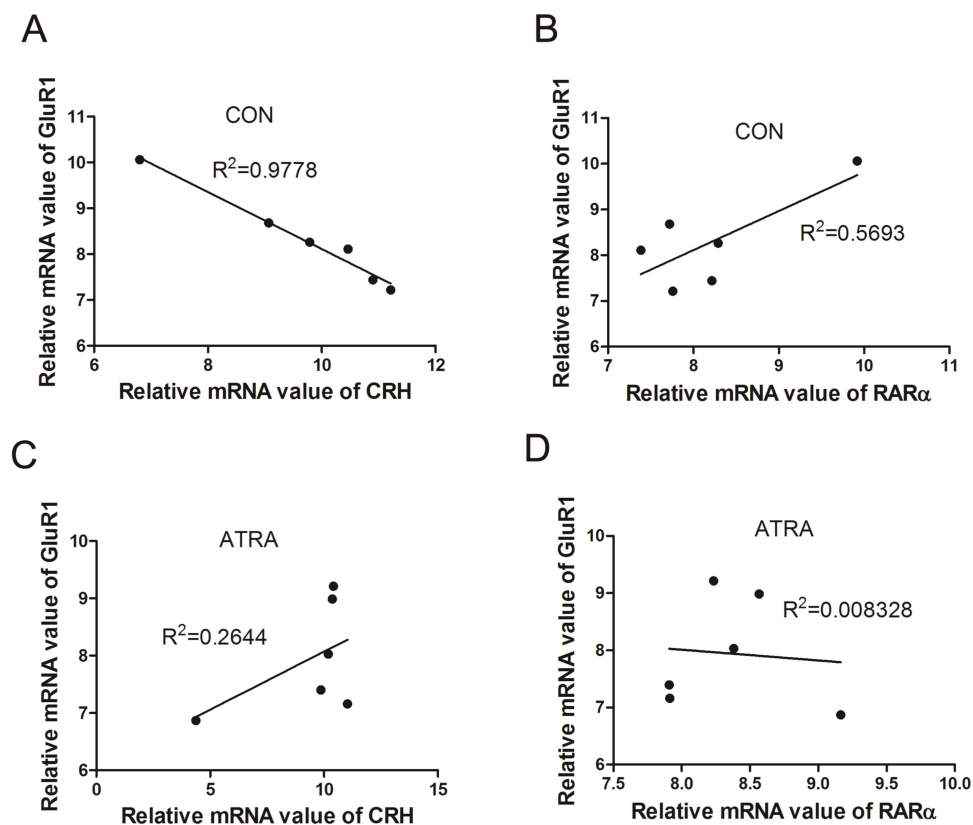 A
Relative mRNA value of GluR1
11
10
9
8
7
6
CON
R²=0.9778
6
8
10
12
Relative mRNA value of CRH
B
Relative mRNA value of GluR1
11
10
9
8
7
6
CON
R²=0.5693
7
8
9
10
11
Relative mRNA value of RARα
C
Relative mRNA value of GluR1
10
9
8
7
6
ATRA
R²=0.2644
0
5
10
15
Relative mRNA value of CRH
D
Relative mRNA value of GluR1
10
9
8
7
6
ATRA
R²=0.008328
7.5
8.0
8.5
9.0
9.5
10.0
Relative mRNA value of RARα